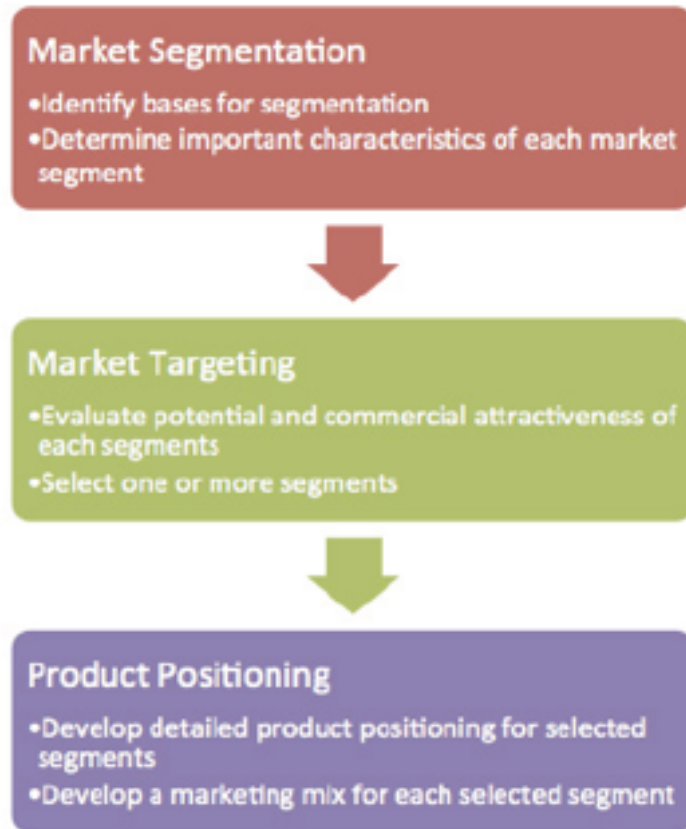 Market Segmentation
•Identify bases for segmentation
•Determine important characteristics of each market
segment
Market Targeting
•Evaluate potential and commercial attractiveness of
each segments
•Select one or more segments
Product Positioning
•Develop detailed product positioning for selected
segments
•Develop a marketing mix for each selected segment